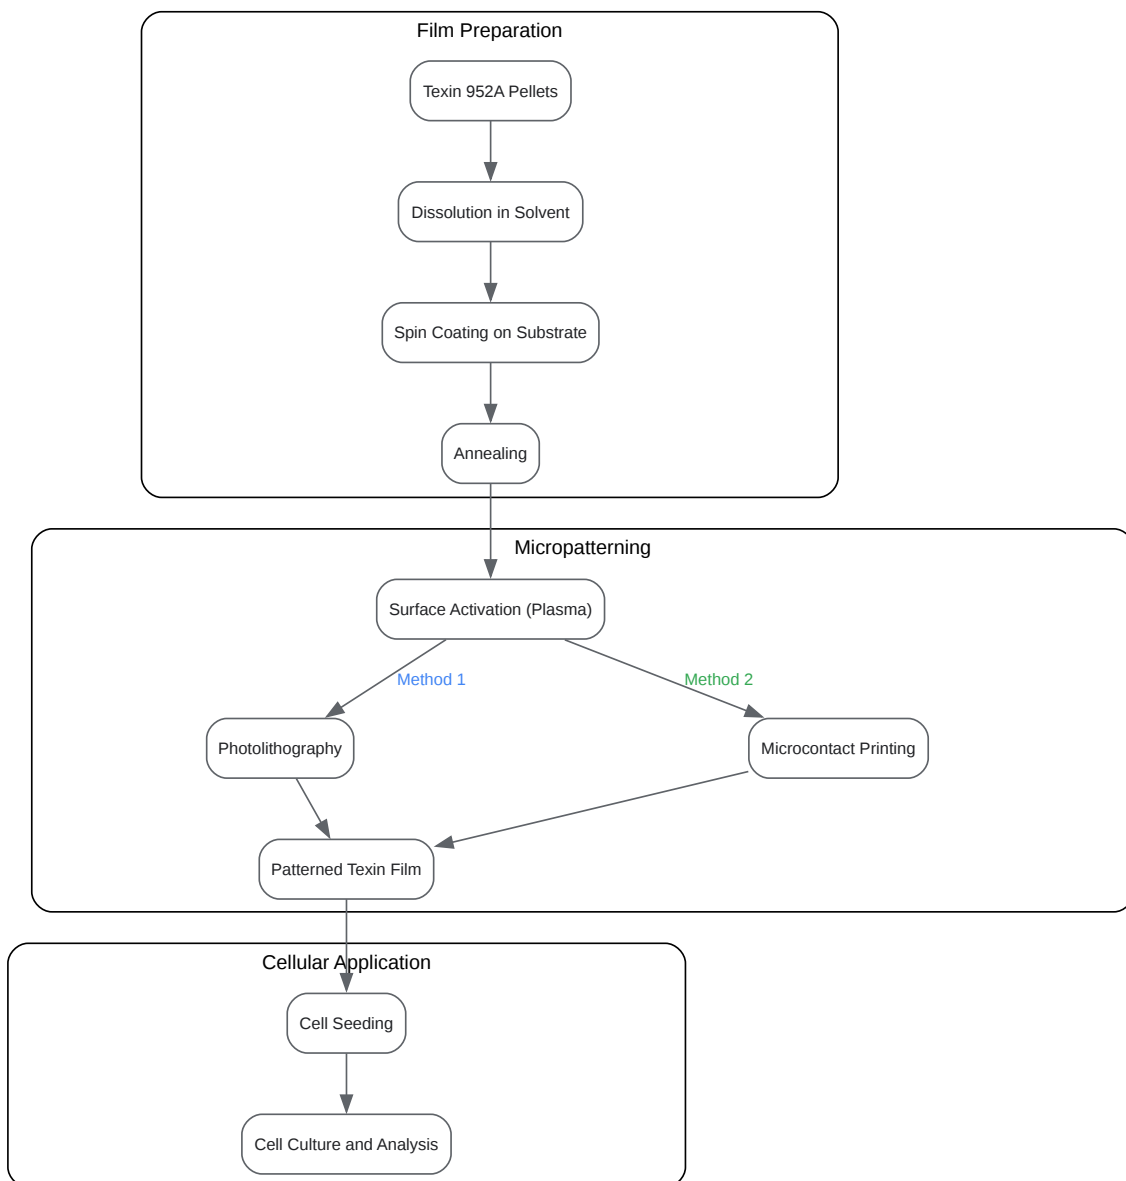 Film Preparation
Texin 952A Pellets
Dissolution in Solvent
Spin Coating on Substrate
Annealing
Micropatterning
Surface Activation (Plasma)
Method 1
Method 2
Photolithography
Microcontact Printing
Patterned Texin Film
Cellular Application
Cell Seeding
Cell Culture and Analysis